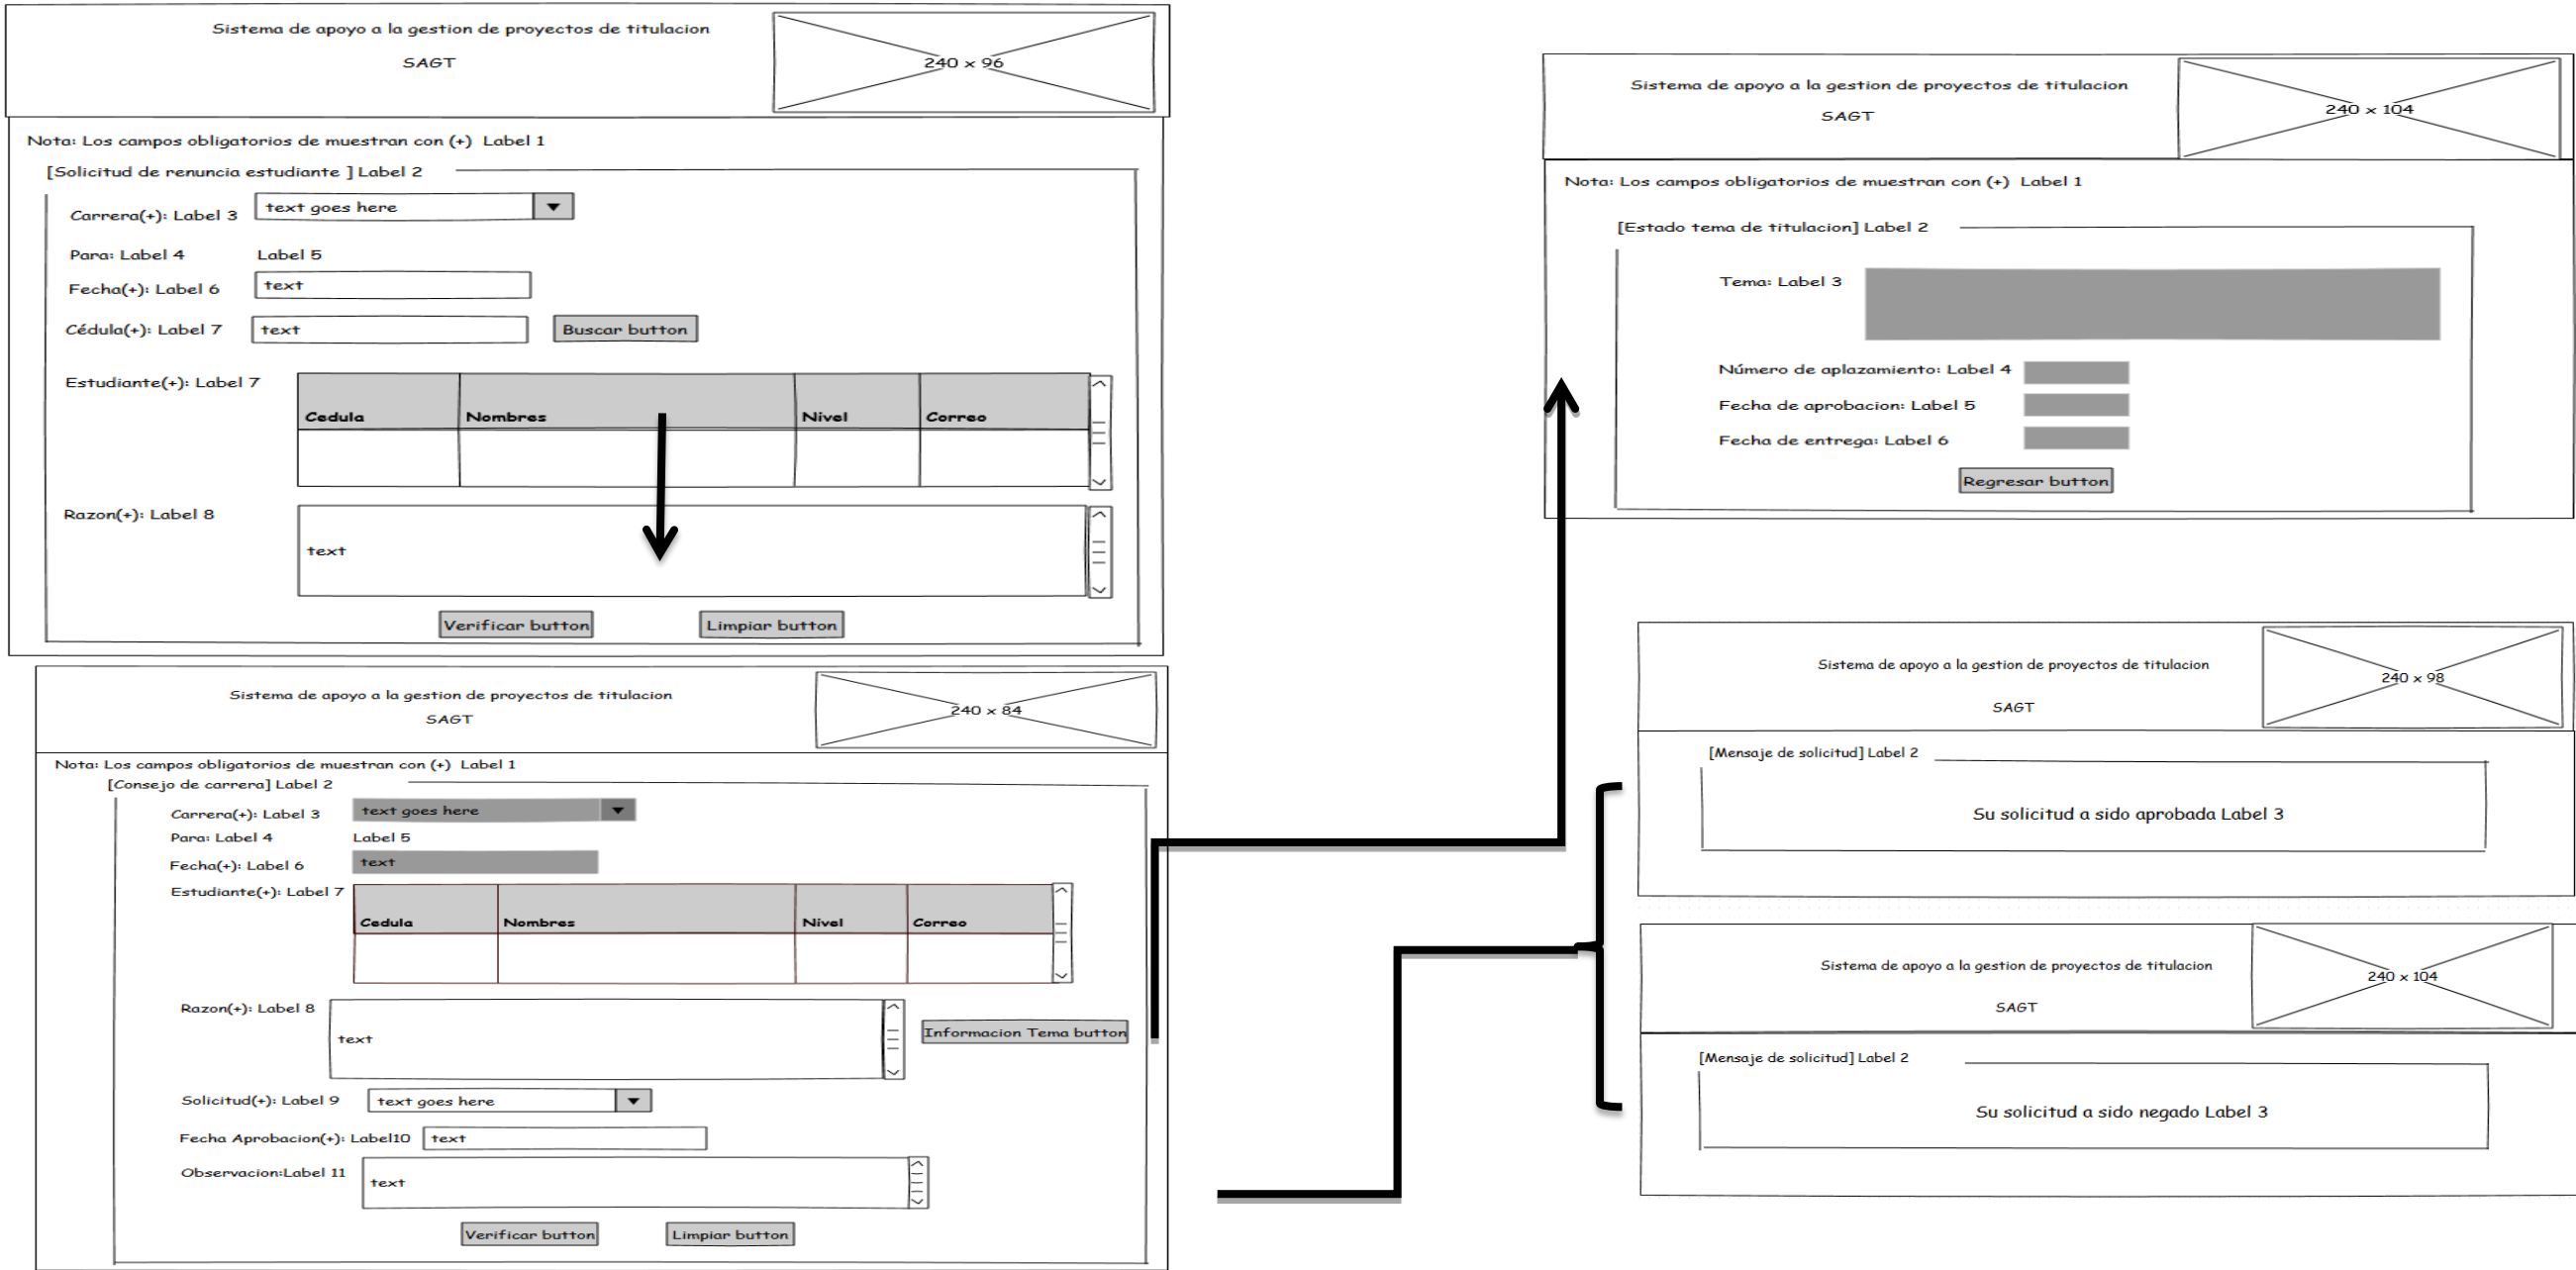 Sistema de apoyo a la gestion de proyectos de titulacion
SAGT
240 x 96
Nota: Los campos obligatorios de muestran con (+) Label 1
[Solicitud de renuncia estudiante ] Label 2
Carrera(+): Label 3 text goes here
Para: Label 4 Label 5
Fecha(+): Label 6 text
Cédula(+): Label 7 text Buscar button
Estudiante(+): Label 7
Cedula Nombres Nivel Correo
Razon(+): Label 8
text
Verificar button Limpiar button
Sistema de apoyo a la gestion de proyectos de titulacion
SAGT
240 x 84
Nota: Los campos obligatorios de muestran con (+) Label 1
[Consejo de carrera] Label 2
Carrera(+): Label 3 text goes here
Para: Label 4 Label 5
Fecha(+): Label 6 text
Estudiante(+): Label 7
Cedula Nombres Nivel Correo
Razon(+): Label 8
text
Informacion Tema button
Solicitud(+): Label 9 text goes here
Fecha Aprobacion(+): Label10 text
Observacion:Label 11
text
Verificar button Limpiar button
Sistema de apoyo a la gestion de proyectos de titulacion
SAGT
240 x 104
Nota: Los campos obligatorios de muestran con (+) Label 1
[Estado tema de titulacion] Label 2
Tema: Label 3
Número de aplazamiento: Label 4
Fecha de aprobacion: Label 5
Fecha de entrega: Label 6
Regresar button
Sistema de apoyo a la gestion de proyectos de titulacion
SAGT
240 x 98
[Mensaje de solicitud] Label 2
Su solicitud a sido aprobada Label 3
Sistema de apoyo a la gestion de proyectos de titulacion
SAGT
240 x 104
[Mensaje de solicitud] Label 2
Su solicitud a sido negado Label 3